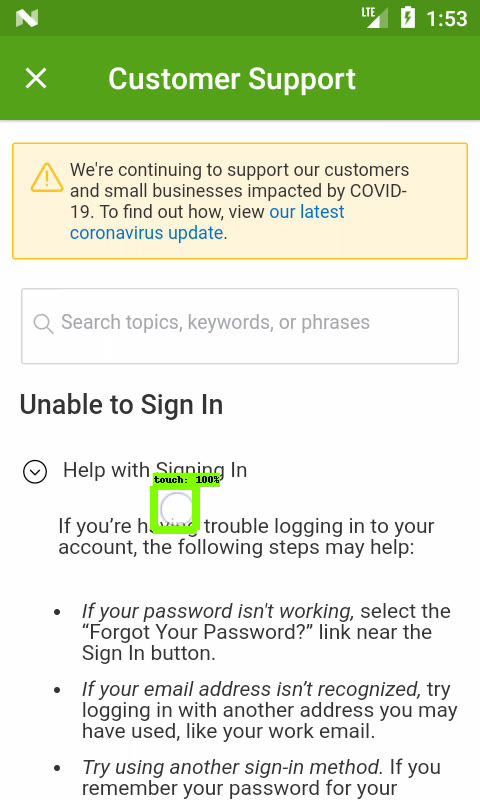 LTE 1:53
Customer Support
We're continuing to support our customers
and small businesses impacted by COVID-
19. To find out how, view our latest
coronavirus update.
Search topics, keywords, or phrases
Unable to Sign In
Help with Signing In
touch: 100%
If you’re having trouble logging in to your
account, the following steps may help:
• If your password isn't working, select the
“Forgot Your Password?” link near the
Sign In button.
• If your email address isn’t recognized, try
logging in with another address you may
have used, like your work email.
• Try using another sign-in method. If you
remember your password for your